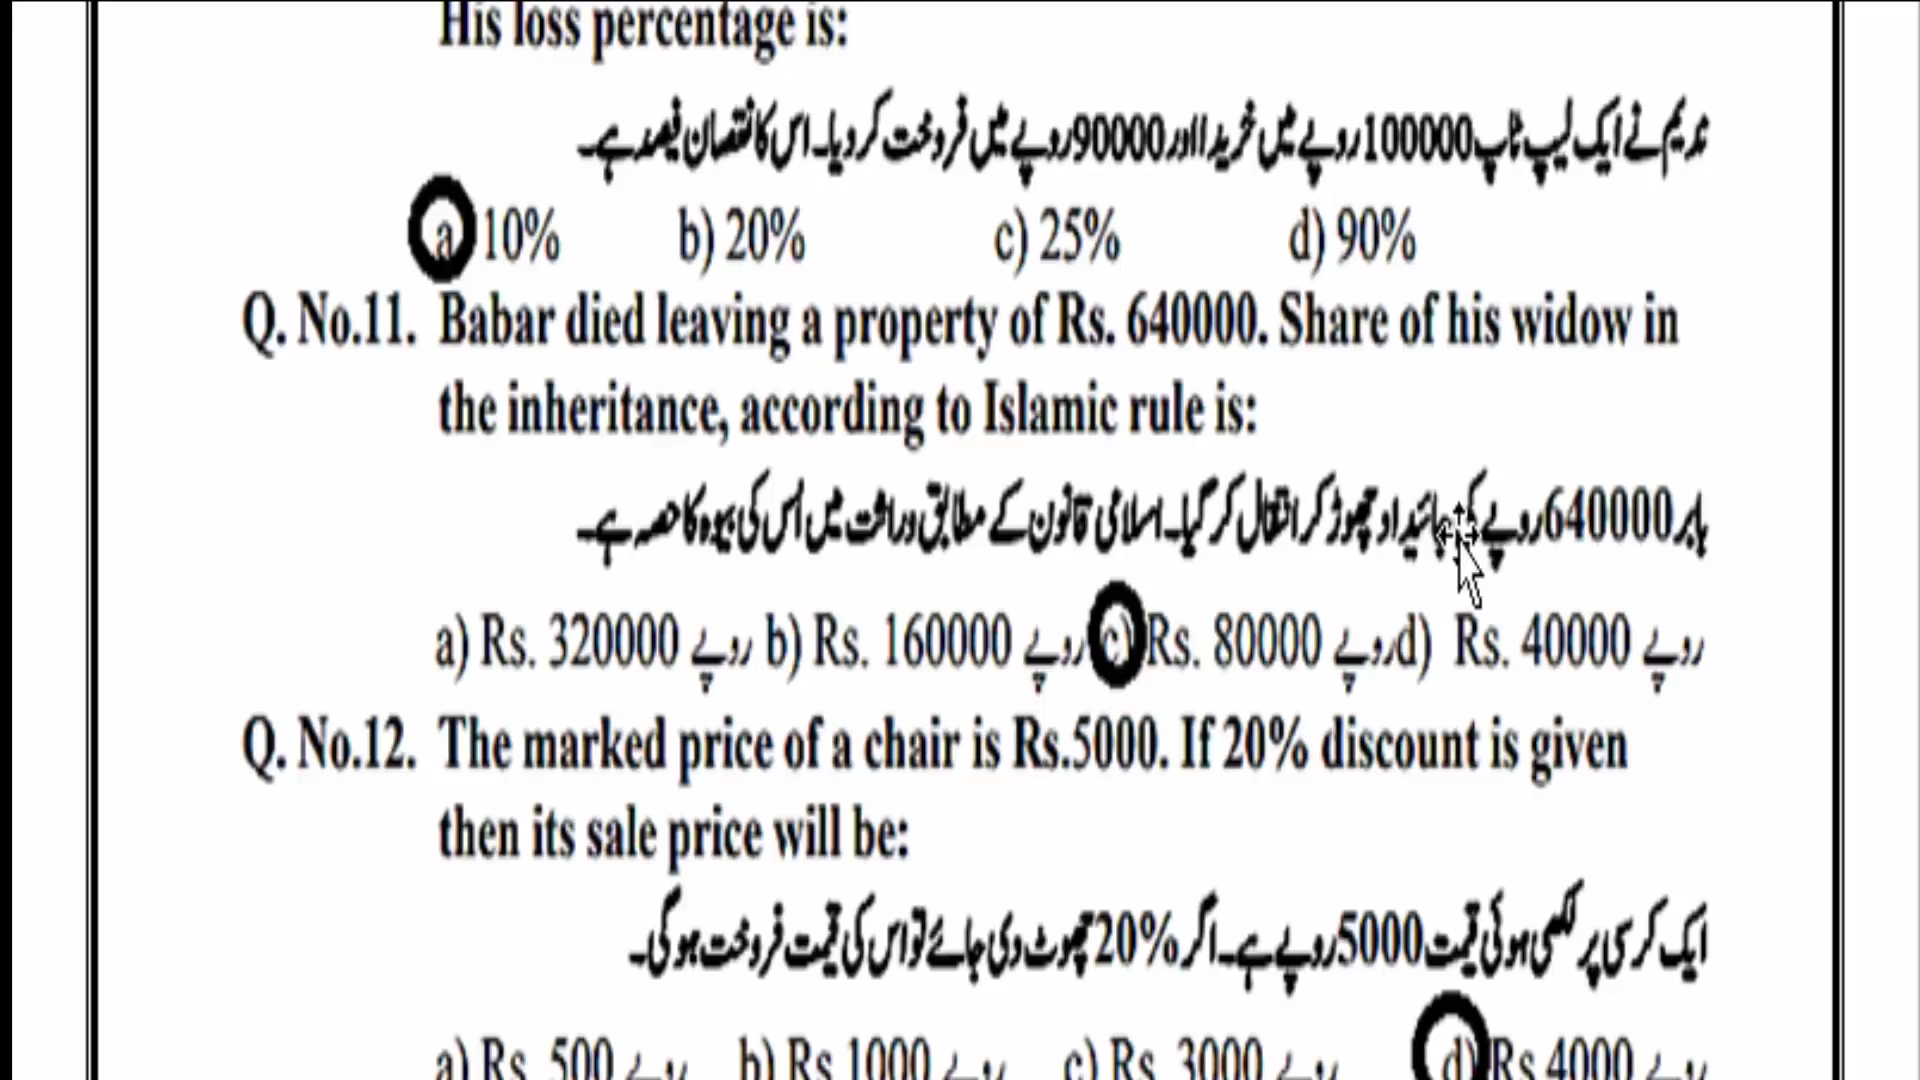 His loss percentage is:
ندیم نے ایک لیپ ٹاپ 100000 روپے میں خریدا اور 90000 روپے میں فروخت کر دیا۔ اس کا نقصان فیصد ہے۔
a) 10% b) 20% c) 25% d) 90%
Q. No.11. Babar died leaving a property of Rs. 640000. Share of his widow in
the inheritance, according to Islamic rule is:
بابر 640000 روپے کی جائیداد چھوڑ کر انتقال کر گیا۔ اسلامی قانون کے مطابق وراثت میں اُس کی بیوہ کا حصہ ہے۔
a) Rs. 320000 روپے b) Rs. 160000 روپے c) Rs. 80000 روپے d) Rs. 40000 روپے
Q. No.12. The marked price of a chair is Rs.5000. If 20% discount is given
then its sale price will be:
ایک کرسی پر لکھی ہوئی قیمت 5000 روپے ہے۔ اگر 20% چھوٹ دی جائے تو اس کی قیمت فروخت ہو گی۔
a) Rs. 500 روپے b) Rs 1000 روپے c) Rs. 3000 روپے d) Rs 4000 روپے